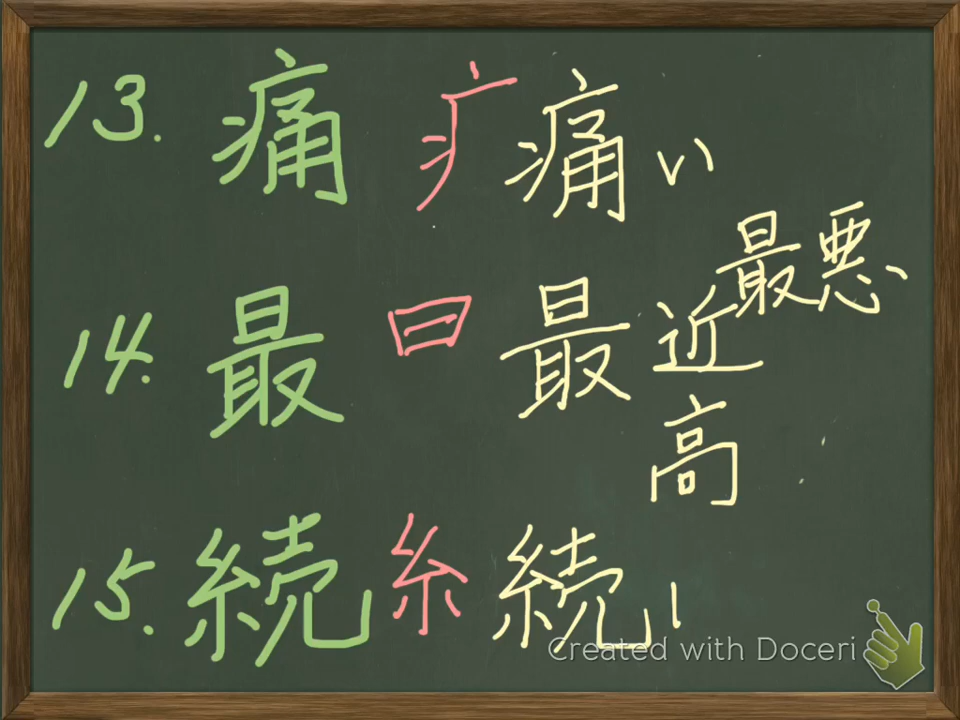 13. 痛 疒 痛い
14. 最 曰 最近
最悪
高
15. 続 糸 続
Created with Doceri